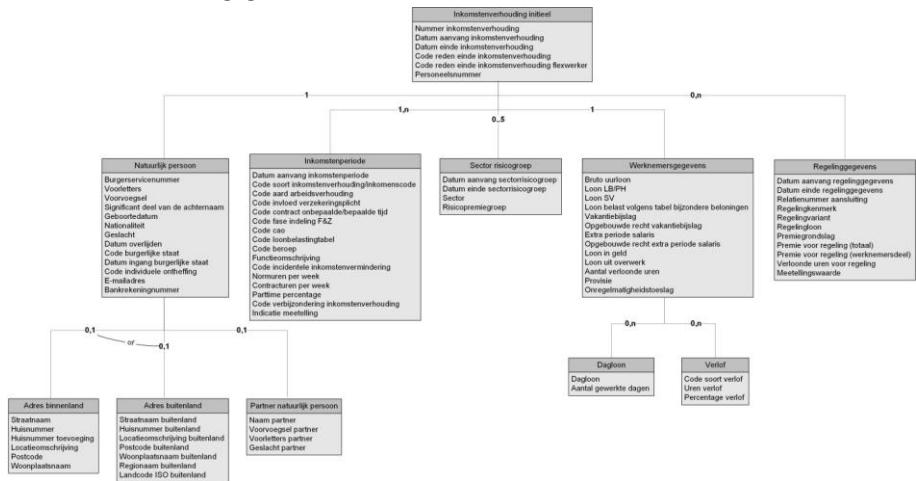 Inkomstenverhouding initieel
Nummer inkomstenverhouding
Datum aanvang inkomstenverhouding
Datum einde inkomstenverhouding
Code reden einde inkomstenverhouding
Code reden einde inkomstenverhouding flexwerker
Personeelsnummer
1
1,n
0..5
1
0,n
Natuurlijk persoon
Burgerservicenummer
Voorletters
Voorvoegsel
Significant deel van de achternaam
Geboortedatum
Nationaliteit
Geslacht
Datum overlijden
Code burgerlijke staat
Datum ingang burgerlijke staat
Code individuele ontheffing
E-mailadres
Bankrekeningnummer
Inkomstenperiode
Datum aanvang inkomstenperiode
Code soort inkomstenverhouding/inkomenscode
Code aard arbeidsverhouding
Code invloed verzekeringsplicht
Code contract onbepaalde/bepaalde tijd
Code fase indeling F&Z
Code cao
Code loonbelastingtabel
Code beroep
Functieomschrijving
Code incidentele inkomstenvermindering
Normuren per week
Contracturen per week
Parttime percentage
Code verbijzondering inkomstenverhouding
Indicatie meetelling
Sector risicogroep
Datum aanvang sectorrisicogroep
Datum einde sectorrisicogroep
Sector
Risicopremiegroep
Werknemersgegevens
Bruto uurloon
Loon LB/PH
Loon SV
Loon belast volgens tabel bijzondere beloningen
Vakantiebijslag
Opgebouwde recht vakantiebijslag
Extra periode salaris
Opgebouwde recht extra periode salaris
Loon in geld
Loon uit overwerk
Aantal verloonde uren
Provisie
Onregelmatigheidstoeslag
Regelinggegevens
Datum aanvang regelinggegevens
Datum einde regelinggegevens
Relatienummer aansluiting
Regelingkenmerk
Regelingvariant
Regelingloon
Premiegrondslag
Premie voor regeling (totaal)
Premie voor regeling (werknemersdeel)
Verloonde uren voor regeling
Meetellingswaarde
0,1
or
0,1
0,1
0,n
0,n
Adres binnenland
Straatnaam
Huisnummer
Huisnummer toevoeging
Locatieomschrijving
Postcode
Woonplaatsnaam
Adres buitenland
Straatnaam buitenland
Huisnummer buitenland
Locatieomschrijving buitenland
Postcode buitenland
Woonplaatsnaam buitenland
Regionaam buitenland
Landcode ISO buitenland
Partner natuurlijk persoon
Naam partner
Voorvoegsel partner
Voorletters partner
Geslacht partner
Dagloon
Dagloon
Aantal gewerkte dagen
Verlof
Code soort verlof
Uren verlof
Percentage verlof